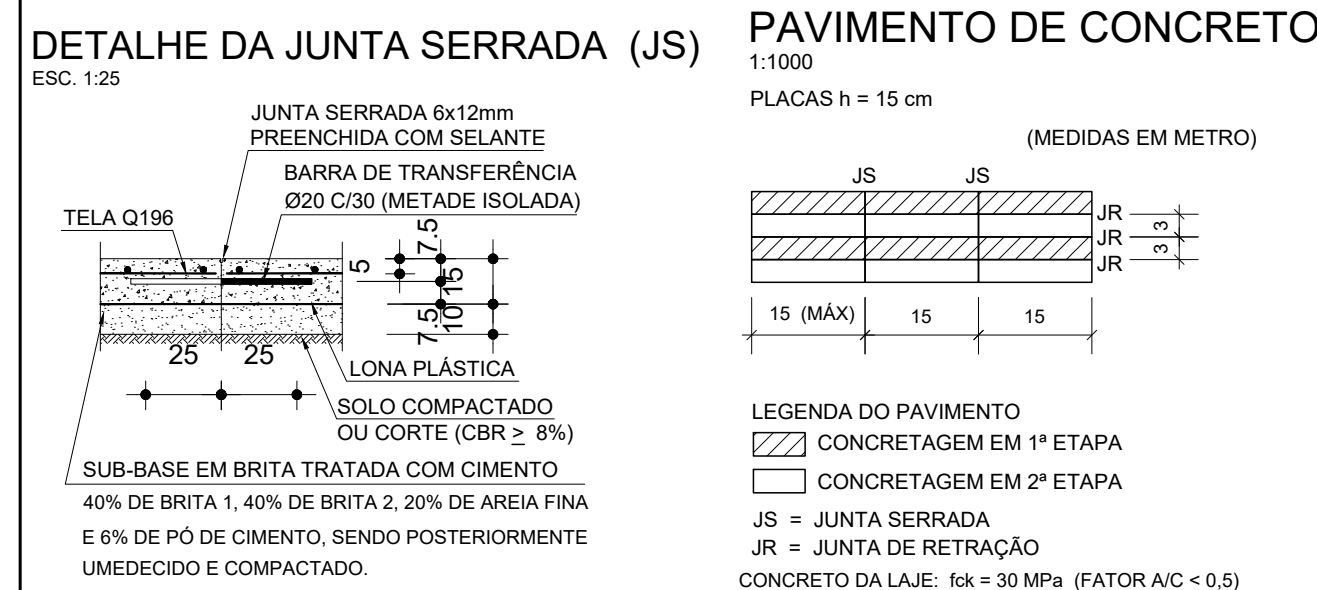 DETALHE DA JUNTA SERRADA (JS)
ESC. 1:25
JUNTA SERRADA 6x12mm
PREENCHIDA COM SELANTE
BARRA DE TRANSFERÊNCIA
Ø20 C/30 (METADE ISOLADA)
TELA Q196
5
7.5
15
7.5
10
25 25
LONA PLÁSTICA
SOLO COMPACTADO
OU CORTE (CBR ≥ 8%)
SUB-BASE EM BRITA TRATADA COM CIMENTO
40% DE BRITA 1, 40% DE BRITA 2, 20% DE AREIA FINA
E 6% DE PÓ DE CIMENTO, SENDO POSTERIORMENTE
UMEDECIDO E COMPACTADO.
PAVIMENTO DE CONCRETO
1:1000
PLACAS h = 15 cm
(MEDIDAS EM METRO)
JS JS
JR
3
JR
3
JR
15 (MÁX) 15 15
LEGENDA DO PAVIMENTO
CONCRETAGEM EM 1ª ETAPA
CONCRETAGEM EM 2ª ETAPA
JS = JUNTA SERRADA
JR = JUNTA DE RETRAÇÃO
CONCRETO DA LAJE: fck = 30 MPa (FATOR A/C < 0,5)